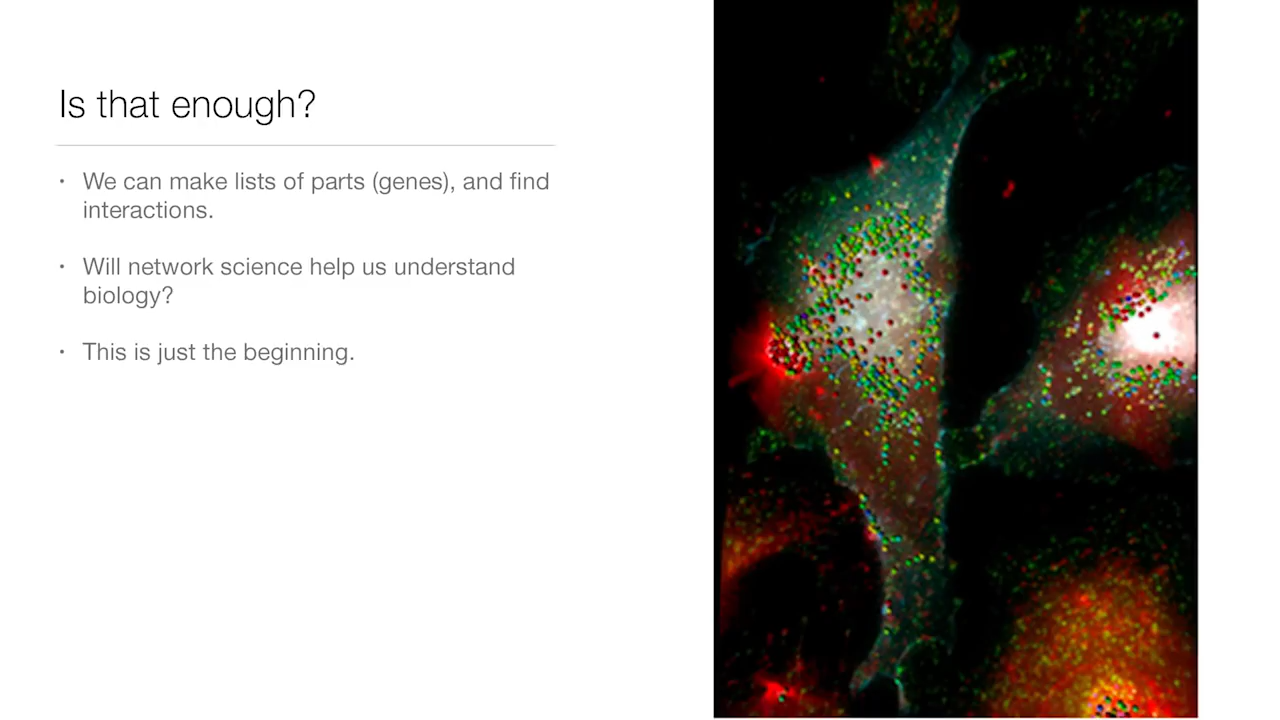 Is that enough?
• We can make lists of parts (genes), and find
interactions.
• Will network science help us understand
biology?
• This is just the beginning.